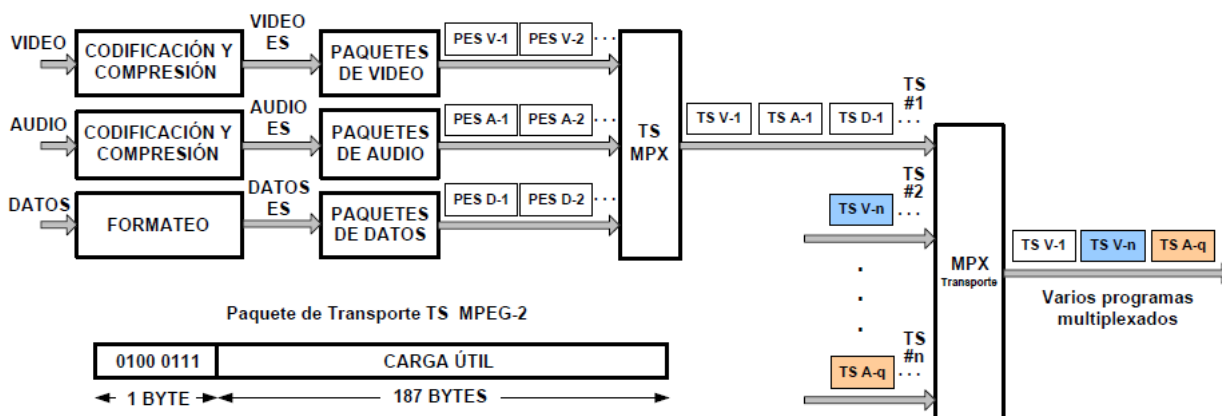 VIDEO
CODIFICACIÓN Y
COMPRESIÓN
VIDEO
ES
PAQUETES
DE VIDEO
PES V-1 PES V-2 ...
AUDIO
CODIFICACIÓN Y
COMPRESIÓN
AUDIO
ES
PAQUETES
DE AUDIO
PES A-1 PES A-2 ...
DATOS
FORMATEO
DATOS
ES
PAQUETES
DE DATOS
PES D-1 PES D-2 ...
TS
MPX
TS V-1 TS A-1 TS D-1 ...
TS
#1
TS
#2
TS V-n ...
.
.
.
TS
#n
TS A-q ...
MPX
Transporte
TS V-1 TS V-n TS A-q
Varios programas
multiplexados
Paquete de Transporte TS MPEG-2
0100 0111 CARGA ÚTIL
1 BYTE 187 BYTES